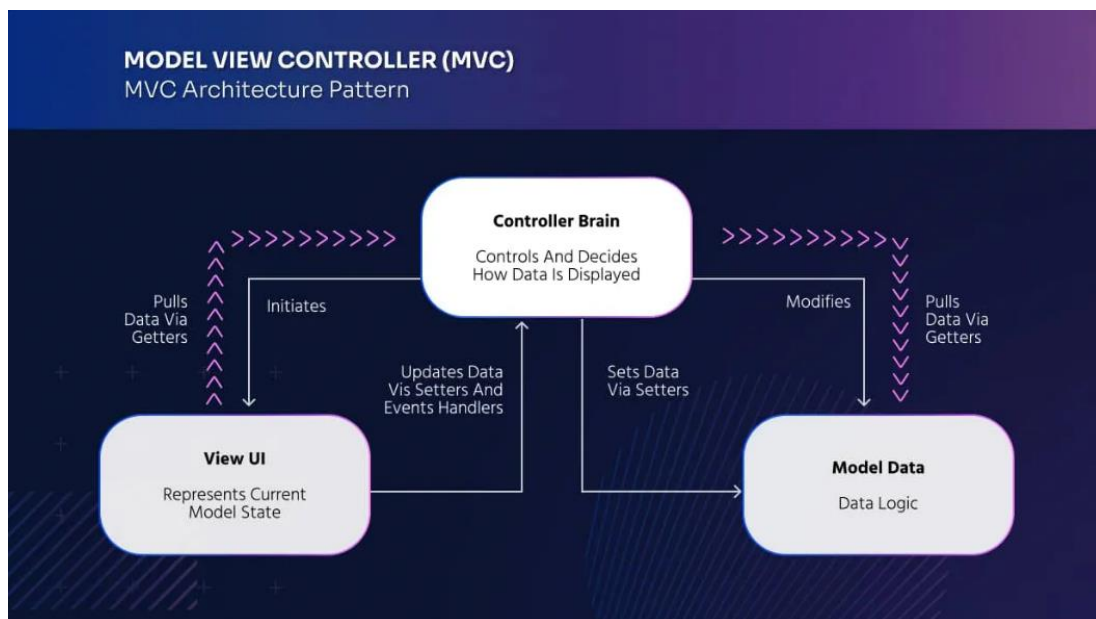 MODEL VIEW CONTROLLER (MVC)
MVC Architecture Pattern
Controller Brain
Controls And Decides
How Data Is Displayed
Pulls
Data Via
Getters
Initiates
Updates Data
Vis Setters And
Events Handlers
Sets Data
Via Setters
Modifies
Pulls
Data Via
Getters
View UI
Represents Current
Model State
Model Data
Data Logic